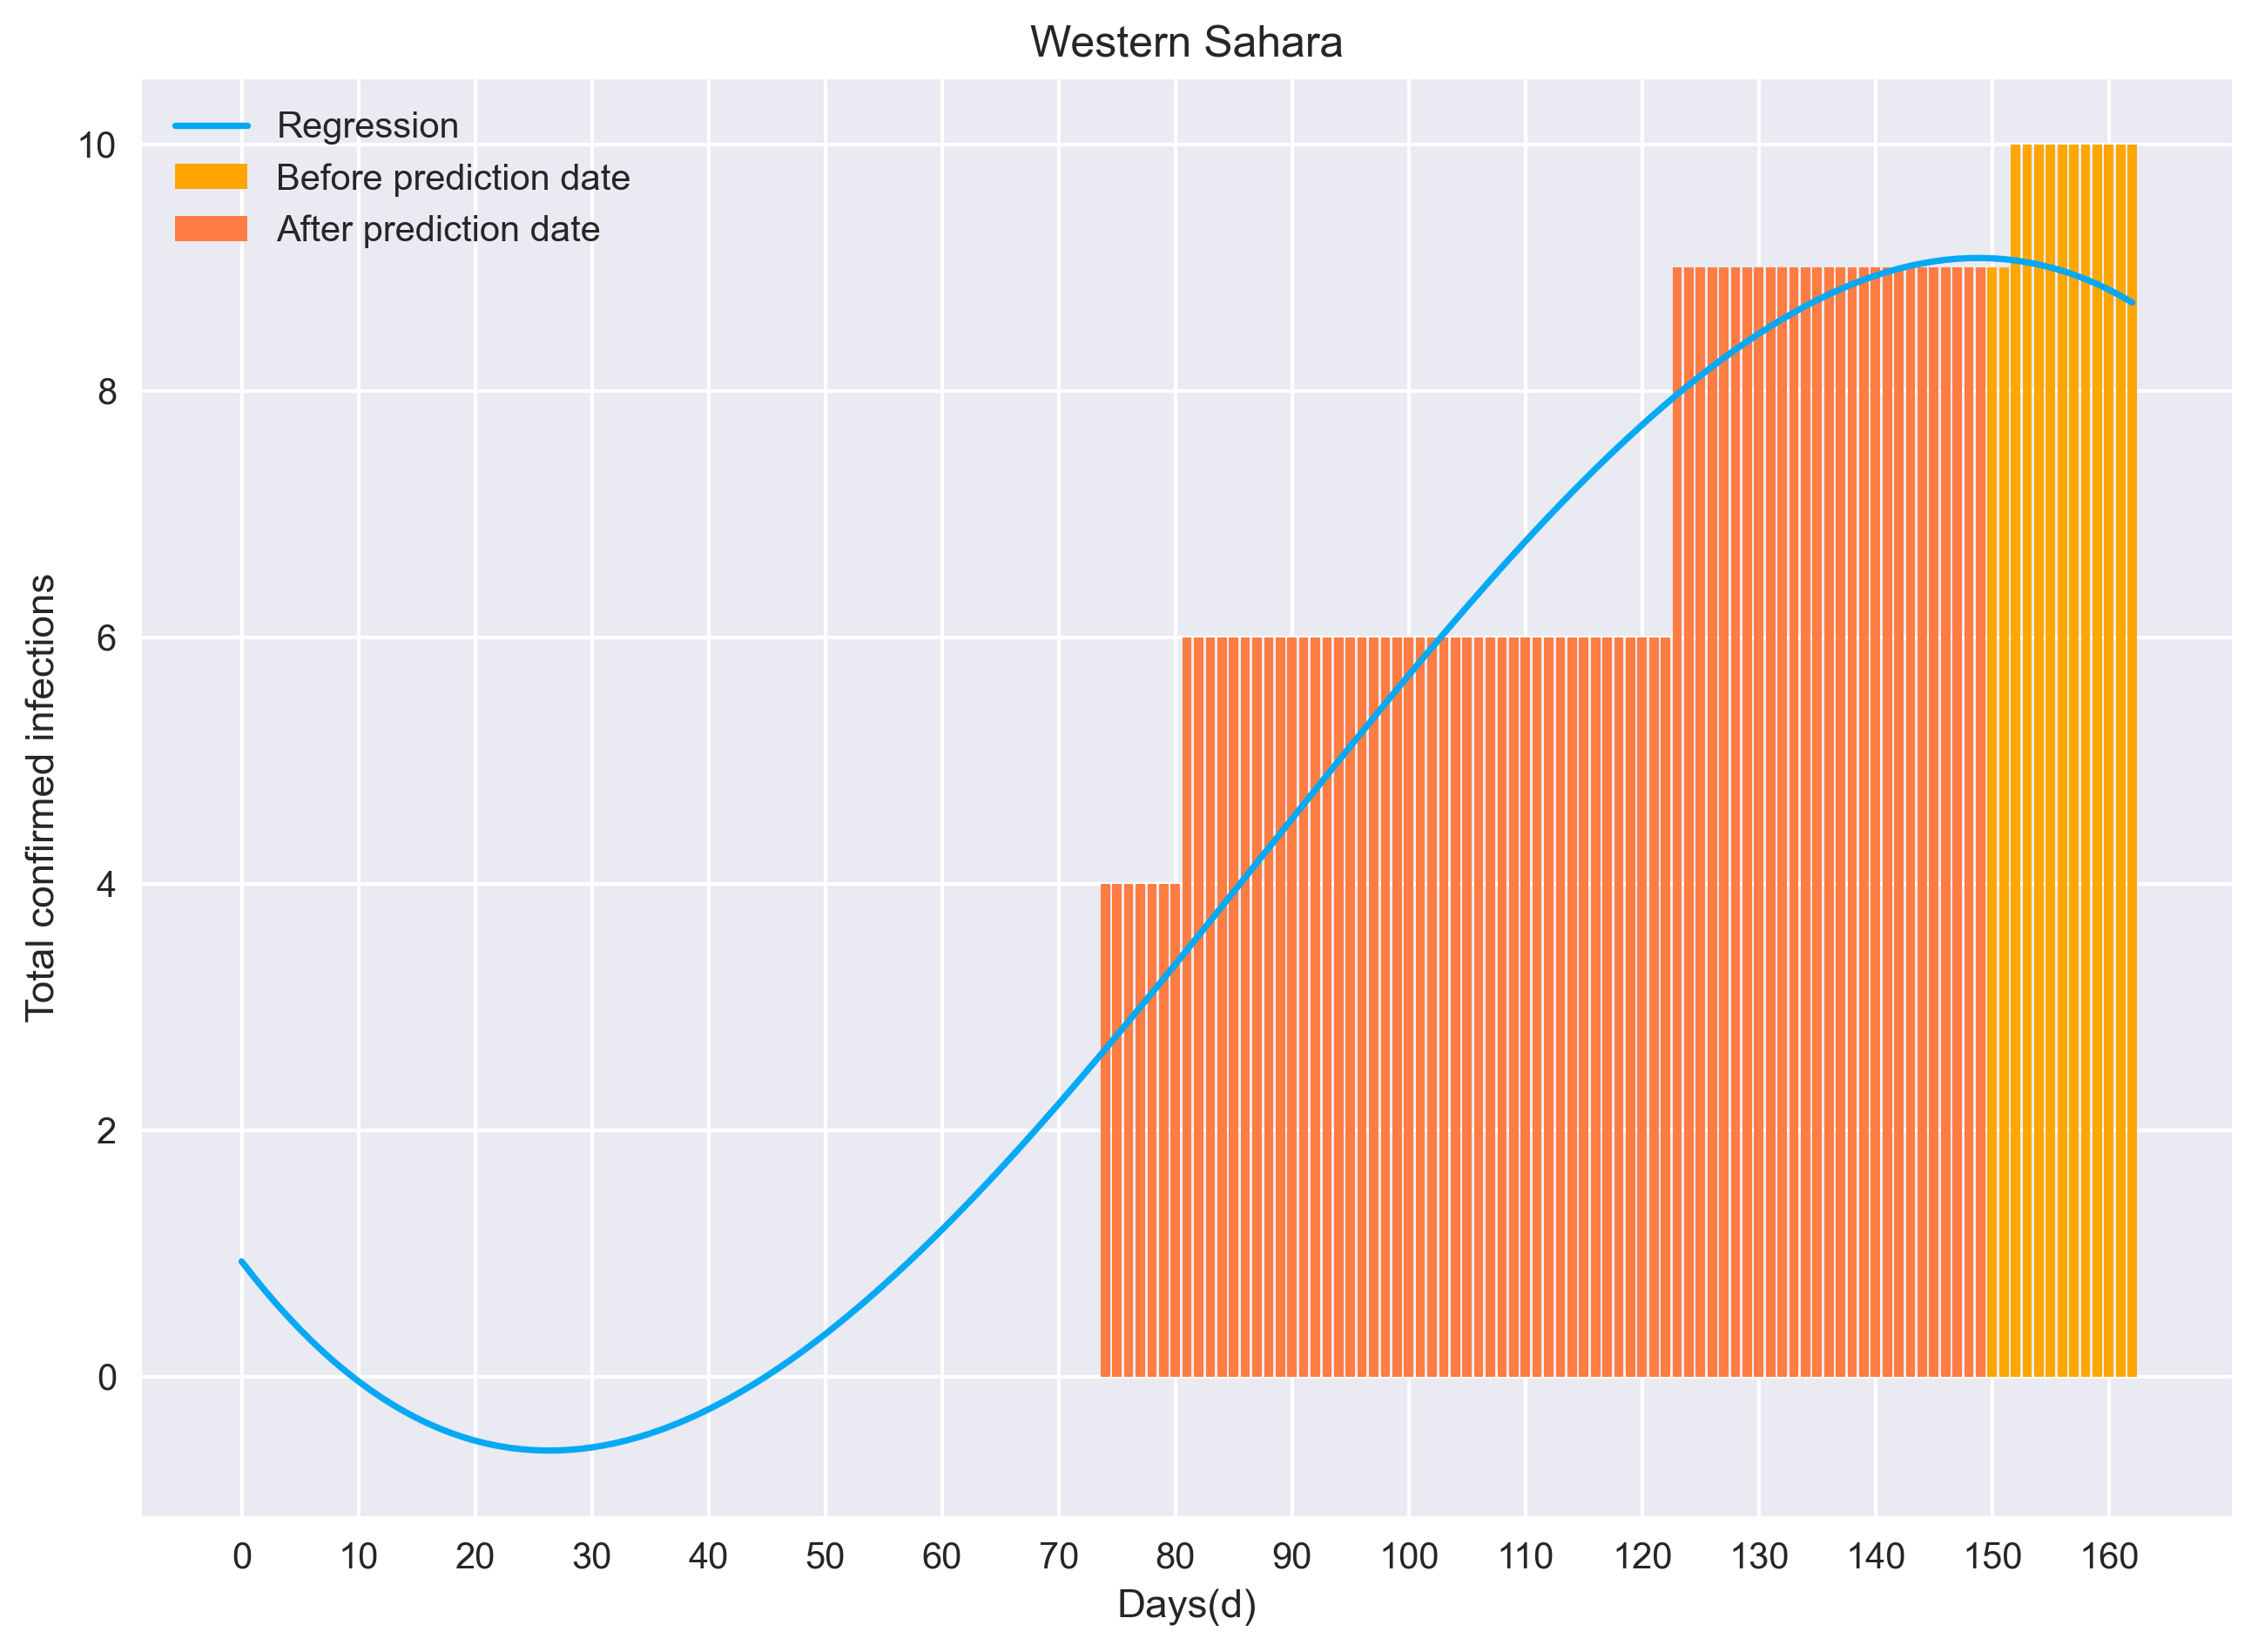 Western Sahara
Regression
Before prediction date
After prediction date
10
8
6
4
2
0
Total confirmed infections
0 10 20 30 40 50 60 70 80 90 100 110 120 130 140 150 160
Days(d)